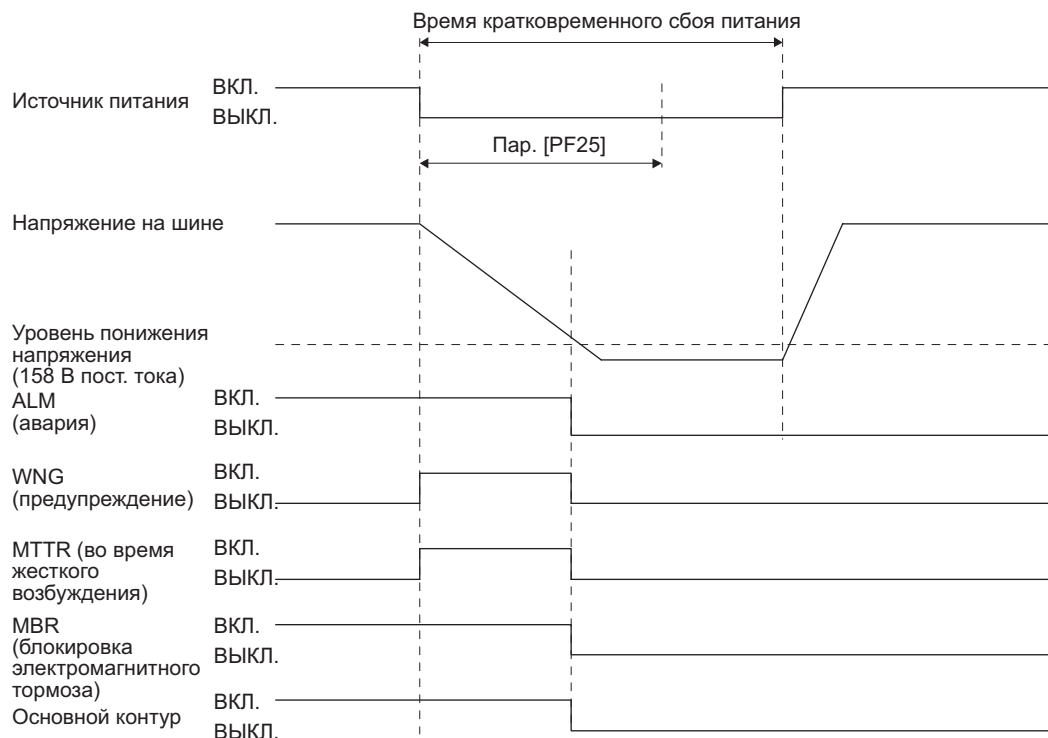 Время кратковременного сбоя питания
Источник питания
ВКЛ.
ВЫКЛ.
Пар. [PF25]
Напряжение на шине
Уровень понижения
напряжения
(158 В пост. тока)
ALM
(авария)
ВКЛ.
ВЫКЛ.
WNG
(предупреждение)
ВКЛ.
ВЫКЛ.
MTTR (во время
жесткого
возбуждения)
ВКЛ.
ВЫКЛ.
MBR
(блокировка
электромагнитного
тормоза)
ВКЛ.
ВЫКЛ.
Основной контур
ВКЛ.
ВЫКЛ.